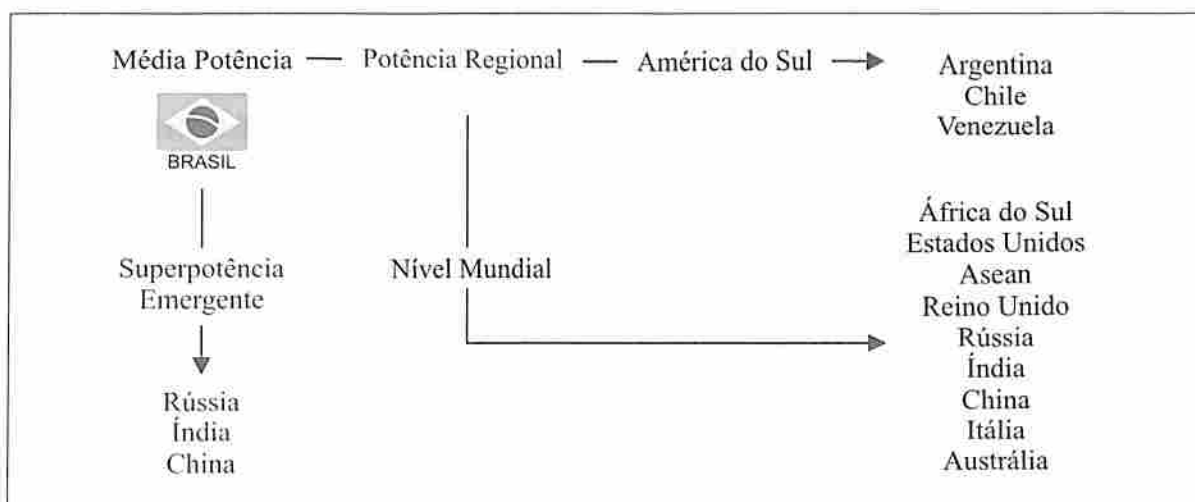 Média Potência — Potência Regional — América do Sul
Argentina
Chile
Venezuela
BRASIL
Superpotência
Emergente
Rússia
Índia
China
Nível Mundial
África do Sul
Estados Unidos
Asean
Reino Unido
Rússia
Índia
China
Itália
Austrália